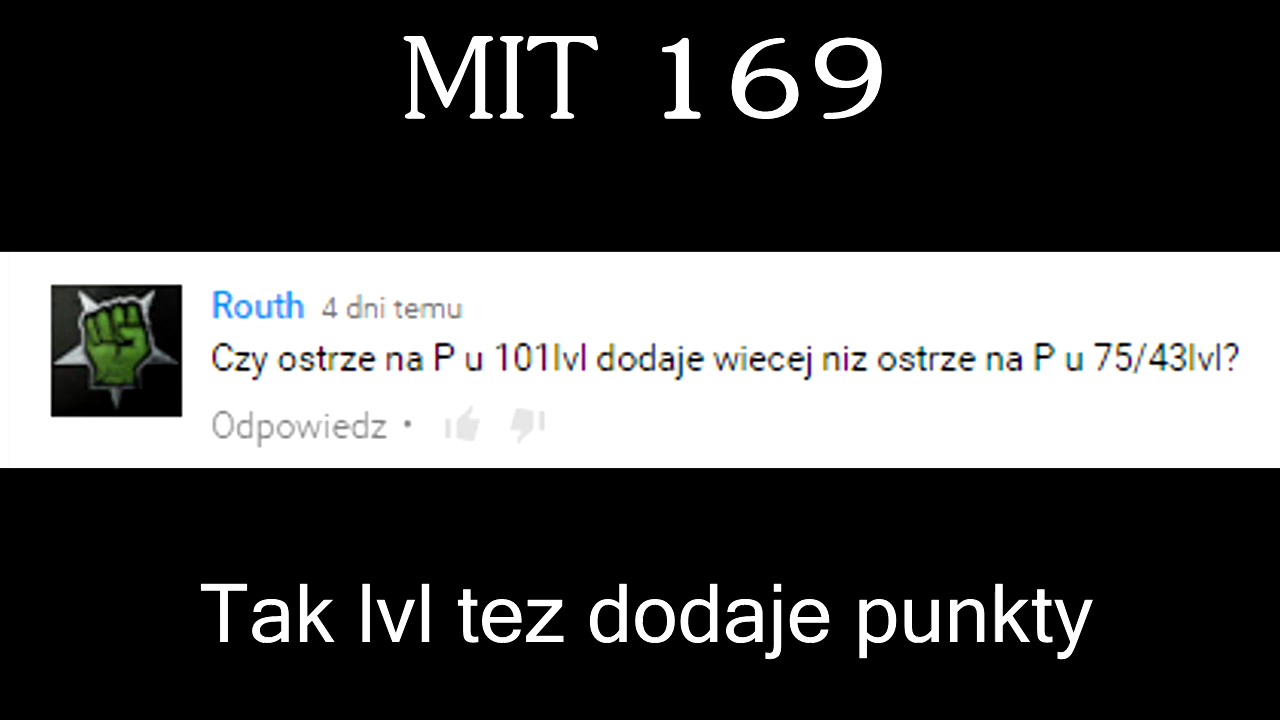 MIT 169
Routh 4 dni temu
Czy ostrze na P u 101lvl dodaje wiecej niz ostrze na P u 75/43lvl?
Odpowiedz •
Tak lvl tez dodaje punkty